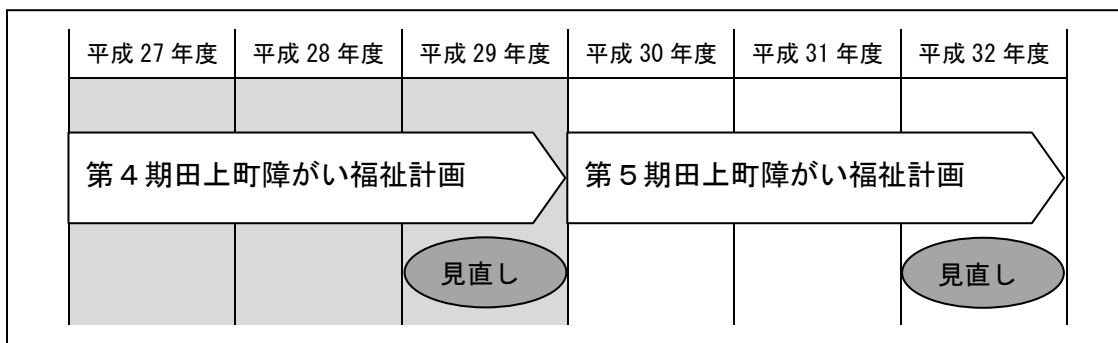 平成 27 年度 平成 28 年度 平成 29 年度 平成 30 年度 平成 31 年度 平成 32 年度
第４期田上町障がい福祉計画 第５期田上町障がい福祉計画
見直し 見直し